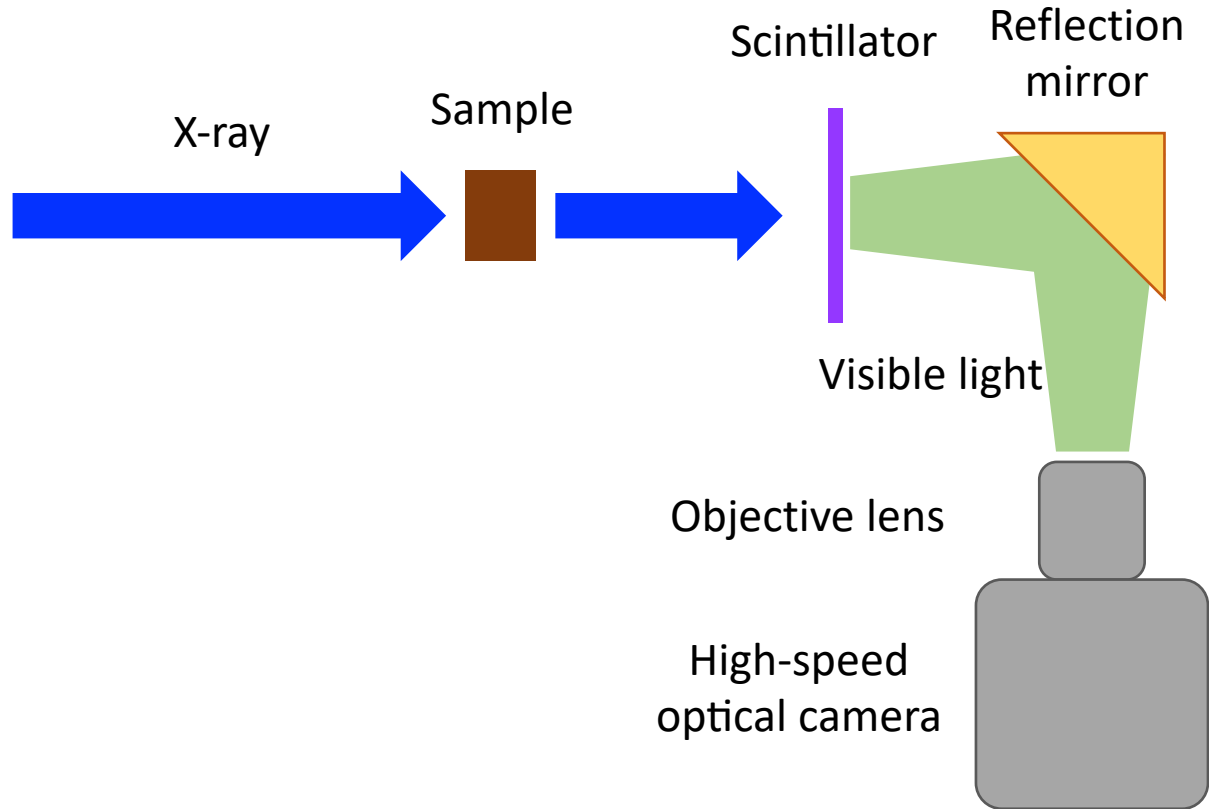 X-ray
Sample
Scintillator
Reflection
mirror
Visible light
Objective lens
High-speed
optical camera